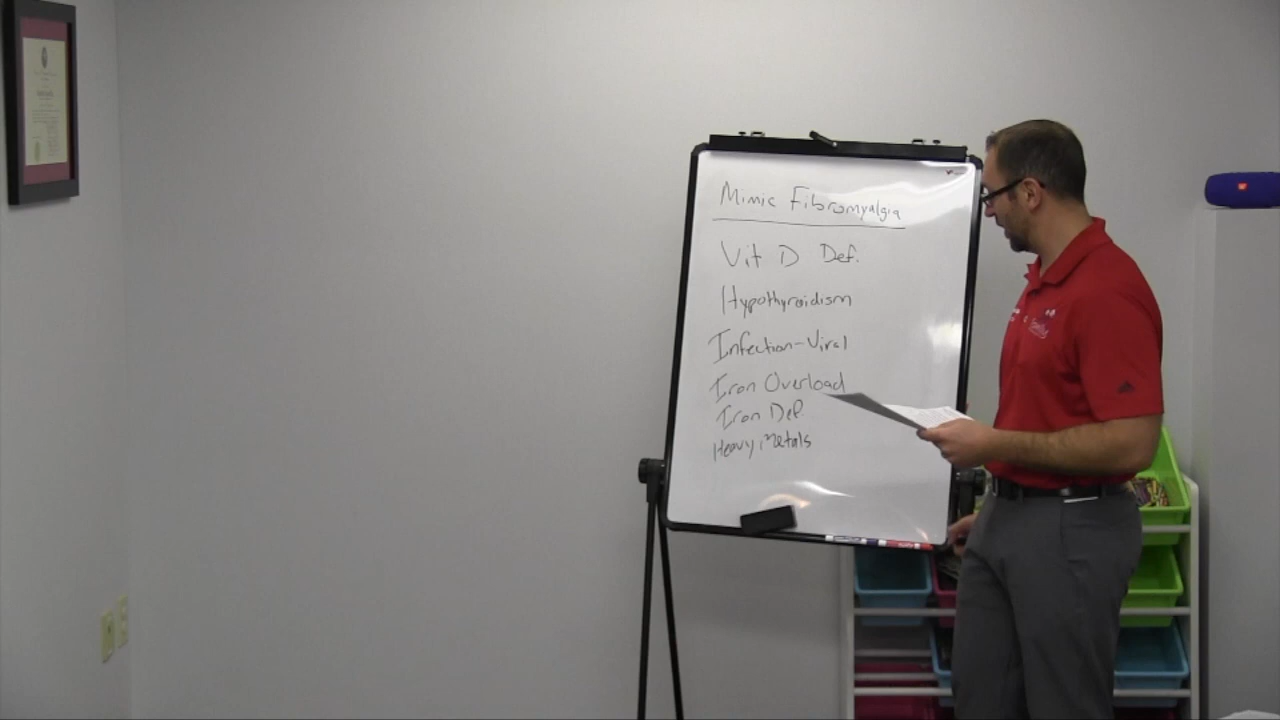 Mimic Fibromyalgia
Vit D Def.
Hypothyroidism
Infection-Viral
Iron Overload
Iron Def.
Heavy Metals